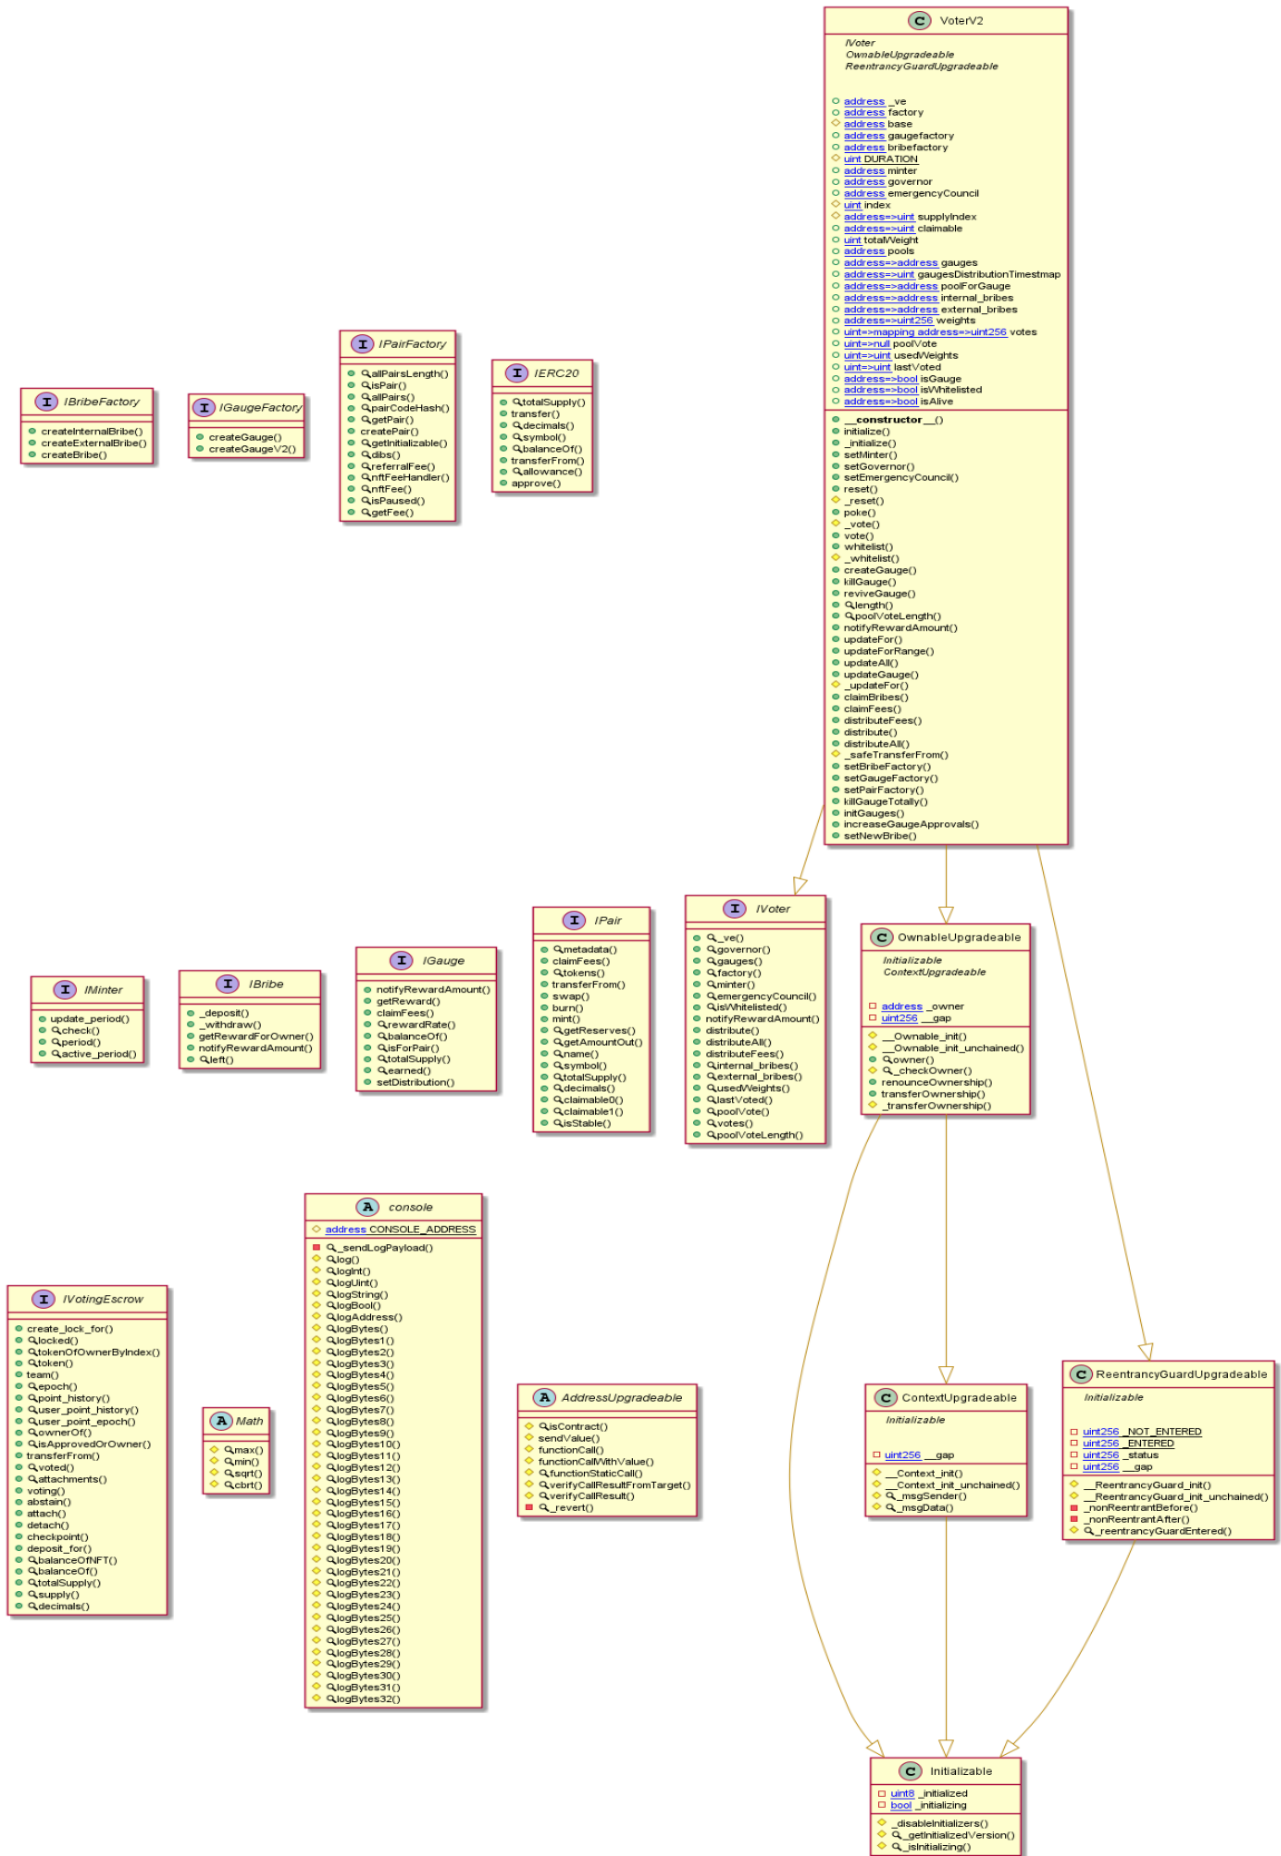 C VoterV2
IVoter
OwnableUpgradeable
ReentrancyGuardUpgradeable
address _ve
address factory
address base
address gaugefactory
address bribefactory
uint DURATION
address minter
address governor
address emergencyCouncil
uint index
address=>uint supplyIndex
address=>uint claimable
uint totalWeight
address pools
address=>address gauges
address=>uint gaugesDistributionTimestmap
address=>address poolForGauge
address=>address internal_bribes
address=>address external_bribes
address=>uint256 weights
uint=>mapping address=>uint256 votes
uint=>null poolVote
uint=>uint usedWeights
uint=>uint lastVoted
address=>bool isGauge
address=>bool isWhitelisted
address=>bool isAlive
__constructor__()
initialize()
_initialize()
setMinter()
setGovernor()
setEmergencyCouncil()
reset()
_reset()
poke()
_vote()
vote()
whitelist()
_whitelist()
createGauge()
killGauge()
reviveGauge()
length()
poolVoteLength()
notifyRewardAmount()
updateFor()
updateForRange()
updateAll()
updateGauge()
_updateFor()
claimBribes()
claimFees()
distributeFees()
distribute()
distributeAll()
_safeTransferFrom()
setBribeFactory()
setGaugeFactory()
setPairFactory()
killGaugeTotally()
initGauges()
increaseGaugeApprovals()
setNewBribe()
I IBribeFactory
createInternalBribe()
createExternalBribe()
createBribe()
I IGaugeFactory
createGauge()
createGaugeV2()
I IPairFactory
allPairsLength()
isPair()
allPairs()
pairCodeHash()
getPair()
createPair()
getInitializable()
dibs()
referralFee()
nftFeeHandler()
nftFee()
isPaused()
getFee()
I IERC20
totalSupply()
transfer()
decimals()
symbol()
balanceOf()
transferFrom()
allowance()
approve()
I IMinter
update_period()
check()
period()
active_period()
I IBribe
_deposit()
_withdraw()
getRewardForOwner()
notifyRewardAmount()
left()
I IGauge
notifyRewardAmount()
getReward()
claimFees()
rewardRate()
balanceOf()
isForPair()
totalSupply()
earned()
setDistribution()
I IPair
metadata()
claimFees()
tokens()
transferFrom()
swap()
burn()
mint()
getReserves()
getAmountOut()
name()
symbol()
totalSupply()
decimals()
claimable0()
claimable1()
isStable()
I IVoter
_ve()
governor()
gauges()
factory()
minter()
emergencyCouncil()
isWhitelisted()
notifyRewardAmount()
distribute()
distributeAll()
distributeFees()
internal_bribes()
external_bribes()
usedWeights()
lastVoted()
poolVote()
votes()
poolVoteLength()
C OwnableUpgradeable
Initializable
ContextUpgradeable
address _owner
uint256 __gap
__Ownable_init()
__Ownable_init_unchained()
owner()
_checkOwner()
renounceOwnership()
transferOwnership()
_transferOwnership()
I IVotingEscrow
create_lock_for()
locked()
tokenOfOwnerByIndex()
token()
team()
epoch()
point_history()
user_point_history()
user_point_epoch()
ownerOf()
isApprovedOrOwner()
transferFrom()
voted()
attachments()
voting()
abstain()
attach()
detach()
checkpoint()
deposit_for()
balanceOfNFT()
balanceOf()
totalSupply()
supply()
decimals()
A Math
max()
min()
sqrt()
cbrt()
A console
address CONSOLE_ADDRESS
_sendLogPayload()
log()
logInt()
logUint()
logString()
logBool()
logAddress()
logBytes()
logBytes1()
logBytes2()
logBytes3()
logBytes4()
logBytes5()
logBytes6()
logBytes7()
logBytes8()
logBytes9()
logBytes10()
logBytes11()
logBytes12()
logBytes13()
logBytes14()
logBytes15()
logBytes16()
logBytes17()
logBytes18()
logBytes19()
logBytes20()
logBytes21()
logBytes22()
logBytes23()
logBytes24()
logBytes25()
logBytes26()
logBytes27()
logBytes28()
logBytes29()
logBytes30()
logBytes31()
logBytes32()
A AddressUpgradeable
isContract()
sendValue()
functionCall()
functionCallWithValue()
functionStaticCall()
verifyCallResultFromTarget()
verifyCallResult()
_revert()
C ContextUpgradeable
Initializable
uint256 __gap
__Context_init()
__Context_init_unchained()
_msgSender()
_msgData()
C ReentrancyGuardUpgradeable
Initializable
uint256 _NOT_ENTERED
uint256 _ENTERED
uint256 _status
uint256 __gap
__ReentrancyGuard_init()
__ReentrancyGuard_init_unchained()
_nonReentrantBefore()
_nonReentrantAfter()
_reentrancyGuardEntered()
C Initializable
uint8 _initialized
bool _initializing
_disableInitializers()
_getInitializedVersion()
_isInitializing()